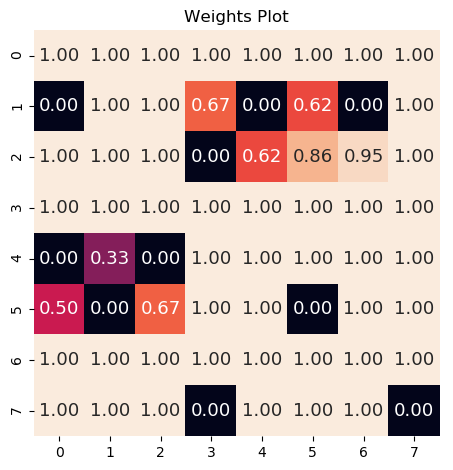 Weights Plot
0 1.00 1.00 1.00 1.00 1.00 1.00 1.00 1.00
1 0.00 1.00 1.00 0.67 0.00 0.62 0.00 1.00
2 1.00 1.00 1.00 0.00 0.62 0.86 0.95 1.00
3 1.00 1.00 1.00 1.00 1.00 1.00 1.00 1.00
4 0.00 0.33 0.00 1.00 1.00 1.00 1.00 1.00
5 0.50 0.00 0.67 1.00 1.00 0.00 1.00 1.00
6 1.00 1.00 1.00 1.00 1.00 1.00 1.00 1.00
7 1.00 1.00 1.00 0.00 1.00 1.00 1.00 0.00
0 1 2 3 4 5 6 7